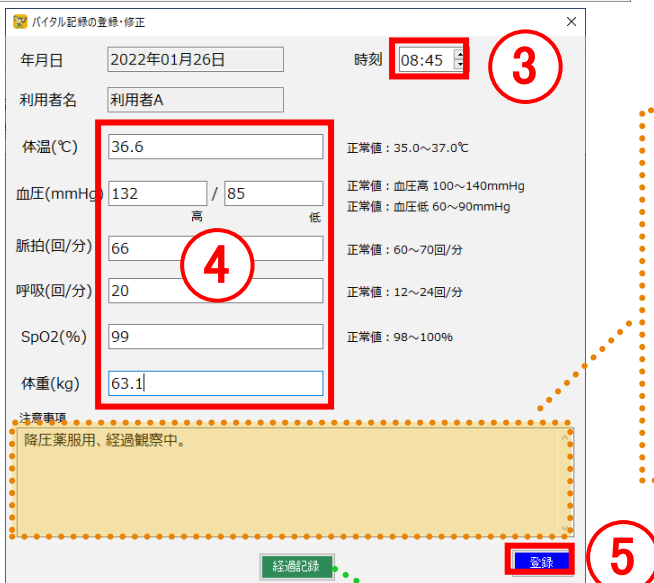 バイタル記録の登録・修正
年月日 2022年01月26日 時刻 08:45 ③
利用者名 利用者A
体温(℃) 36.6 正常値：35.0～37.0℃
血圧(mmHg) 132 / 85 正常値：血圧高 100～140mmHg
高 低 正常値：血圧低 60～90mmHg
脈拍(回/分) 66 正常値：60～70回/分
④
呼吸(回/分) 20 正常値：12～24回/分
SpO2(%) 99 正常値：98～100%
体重(kg) 63.1
注意事項
降圧薬服用、経過観察中。
経過記録 登録 ⑤